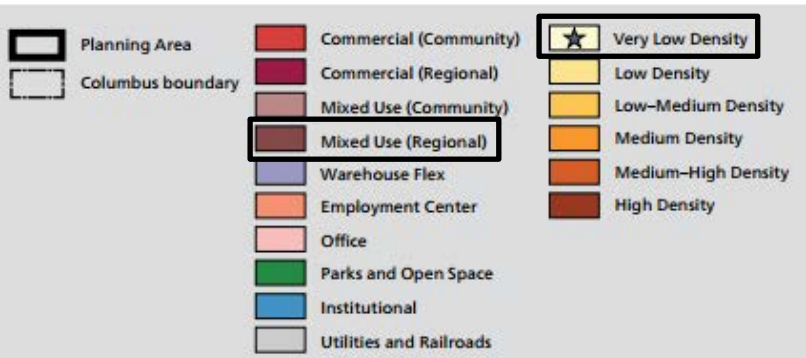 Planning Area
Columbus boundary
Commercial (Community)
Commercial (Regional)
Mixed Use (Community)
Mixed Use (Regional)
Warehouse Flex
Employment Center
Office
Parks and Open Space
Institutional
Utilities and Railroads
Very Low Density
Low Density
Low–Medium Density
Medium Density
Medium–High Density
High Density